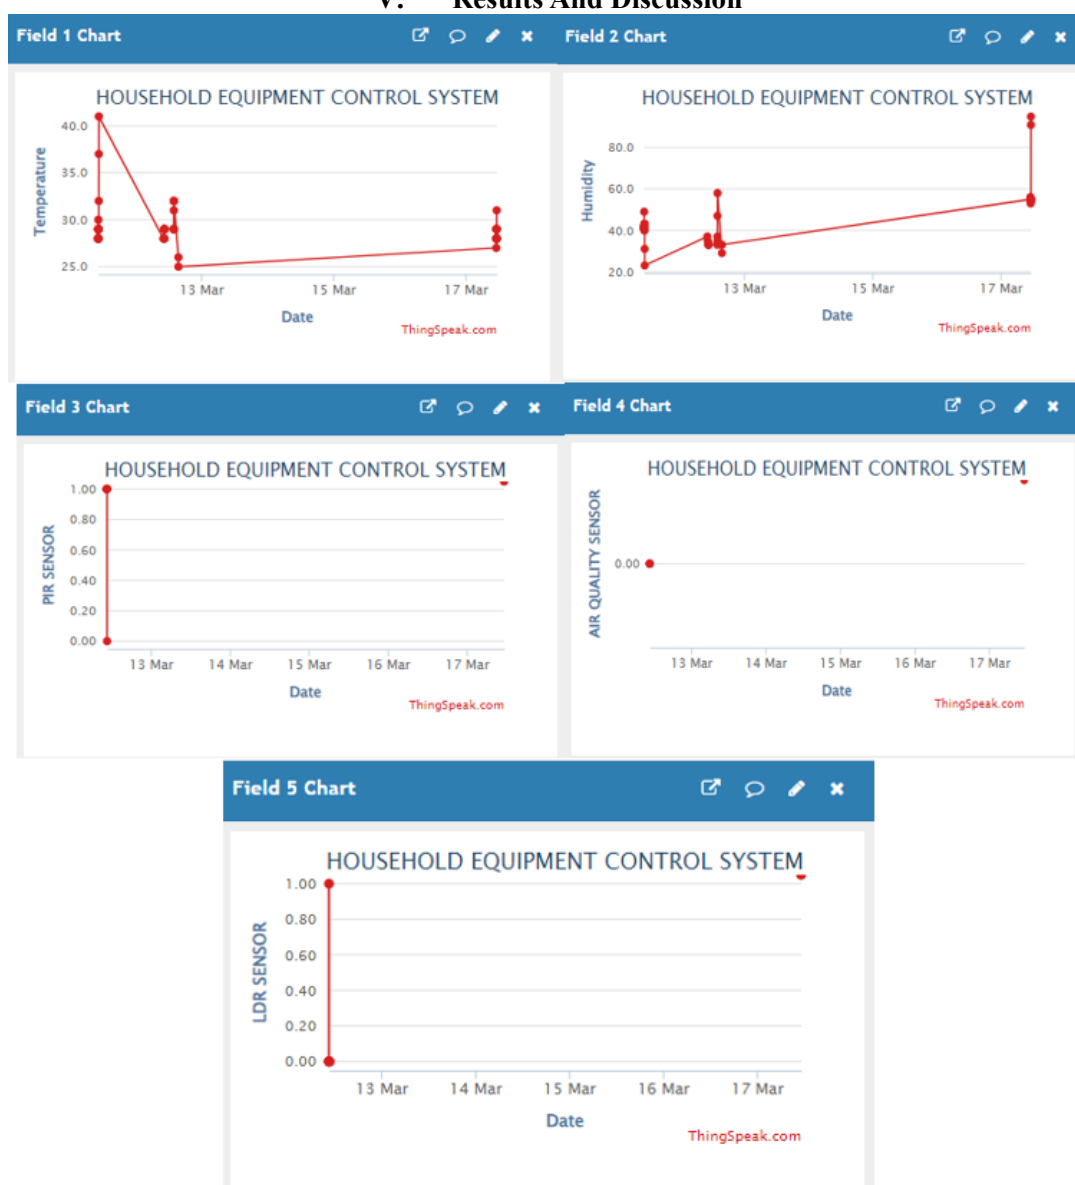 V. Results And Discussion
Field 1 Chart
HOUSEHOLD EQUIPMENT CONTROL SYSTEM
Temperature
40.0
35.0
30.0
25.0
13 Mar 15 Mar 17 Mar
Date
ThingSpeak.com
Field 2 Chart
HOUSEHOLD EQUIPMENT CONTROL SYSTEM
Humidity
80.0
60.0
40.0
20.0
13 Mar 15 Mar 17 Mar
Date
ThingSpeak.com
Field 3 Chart
HOUSEHOLD EQUIPMENT CONTROL SYSTEM
PIR SENSOR
1.00
0.80
0.60
0.40
0.20
0.00
13 Mar 14 Mar 15 Mar 16 Mar 17 Mar
Date
ThingSpeak.com
Field 4 Chart
HOUSEHOLD EQUIPMENT CONTROL SYSTEM
AIR QUALITY SENSOR
0.00
13 Mar 14 Mar 15 Mar 16 Mar 17 Mar
Date
ThingSpeak.com
Field 5 Chart
HOUSEHOLD EQUIPMENT CONTROL SYSTEM
LDR SENSOR
1.00
0.80
0.60
0.40
0.20
0.00
13 Mar 14 Mar 15 Mar 16 Mar 17 Mar
Date
ThingSpeak.com